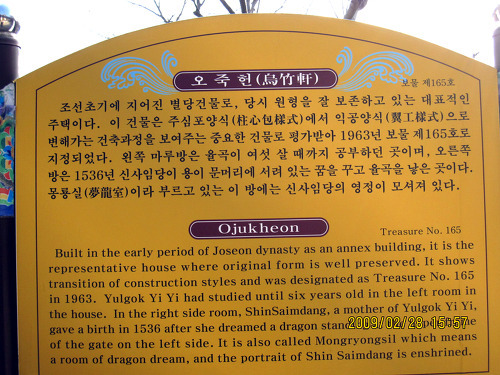 오죽헌(烏竹軒)
보물 제165호
조선초기에 지어진 별당건물로, 당시 원형을 잘 보존하고 있는 대표적인
주택이다. 이 건물은 주심포양식(柱心包樣式)에서 익공양식(翼工樣式)으로
변해가는 건축과정을 보여주는 중요한 건물로 평가받아 1963년 보물 제165호로
지정되었다. 왼쪽 마루방은 율곡이 여섯 살 때까지 공부하던 곳이며, 오른쪽
방은 1536년 신사임당이 용이 문머리에 서려 있는 꿈을 꾸고 율곡을 낳은 곳이다.
몽룡실(夢龍室)이라 부르고 있는 이 방에는 신사임당의 영정이 모셔져 있다.
Ojukheon
Treasure No. 165
Built in the early period of Joseon dynasty as an annex building, it is the
representative house where original form is well preserved. It shows
transition of construction styles and was designated as Treasure No. 165
in 1963. Yulgok Yi Yi had studied until six years old in the left room in
the house. In the right side room, ShinSaimdang, a mother of Yulgok Yi Yi,
gave a birth in 1536 after she dreamed a dragon
of the gate on the left side. It is also called Mongryongsil which means
a room of dragon dream, and the portrait of Shin Saimdang is enshrined.
2009/02/28 15:57